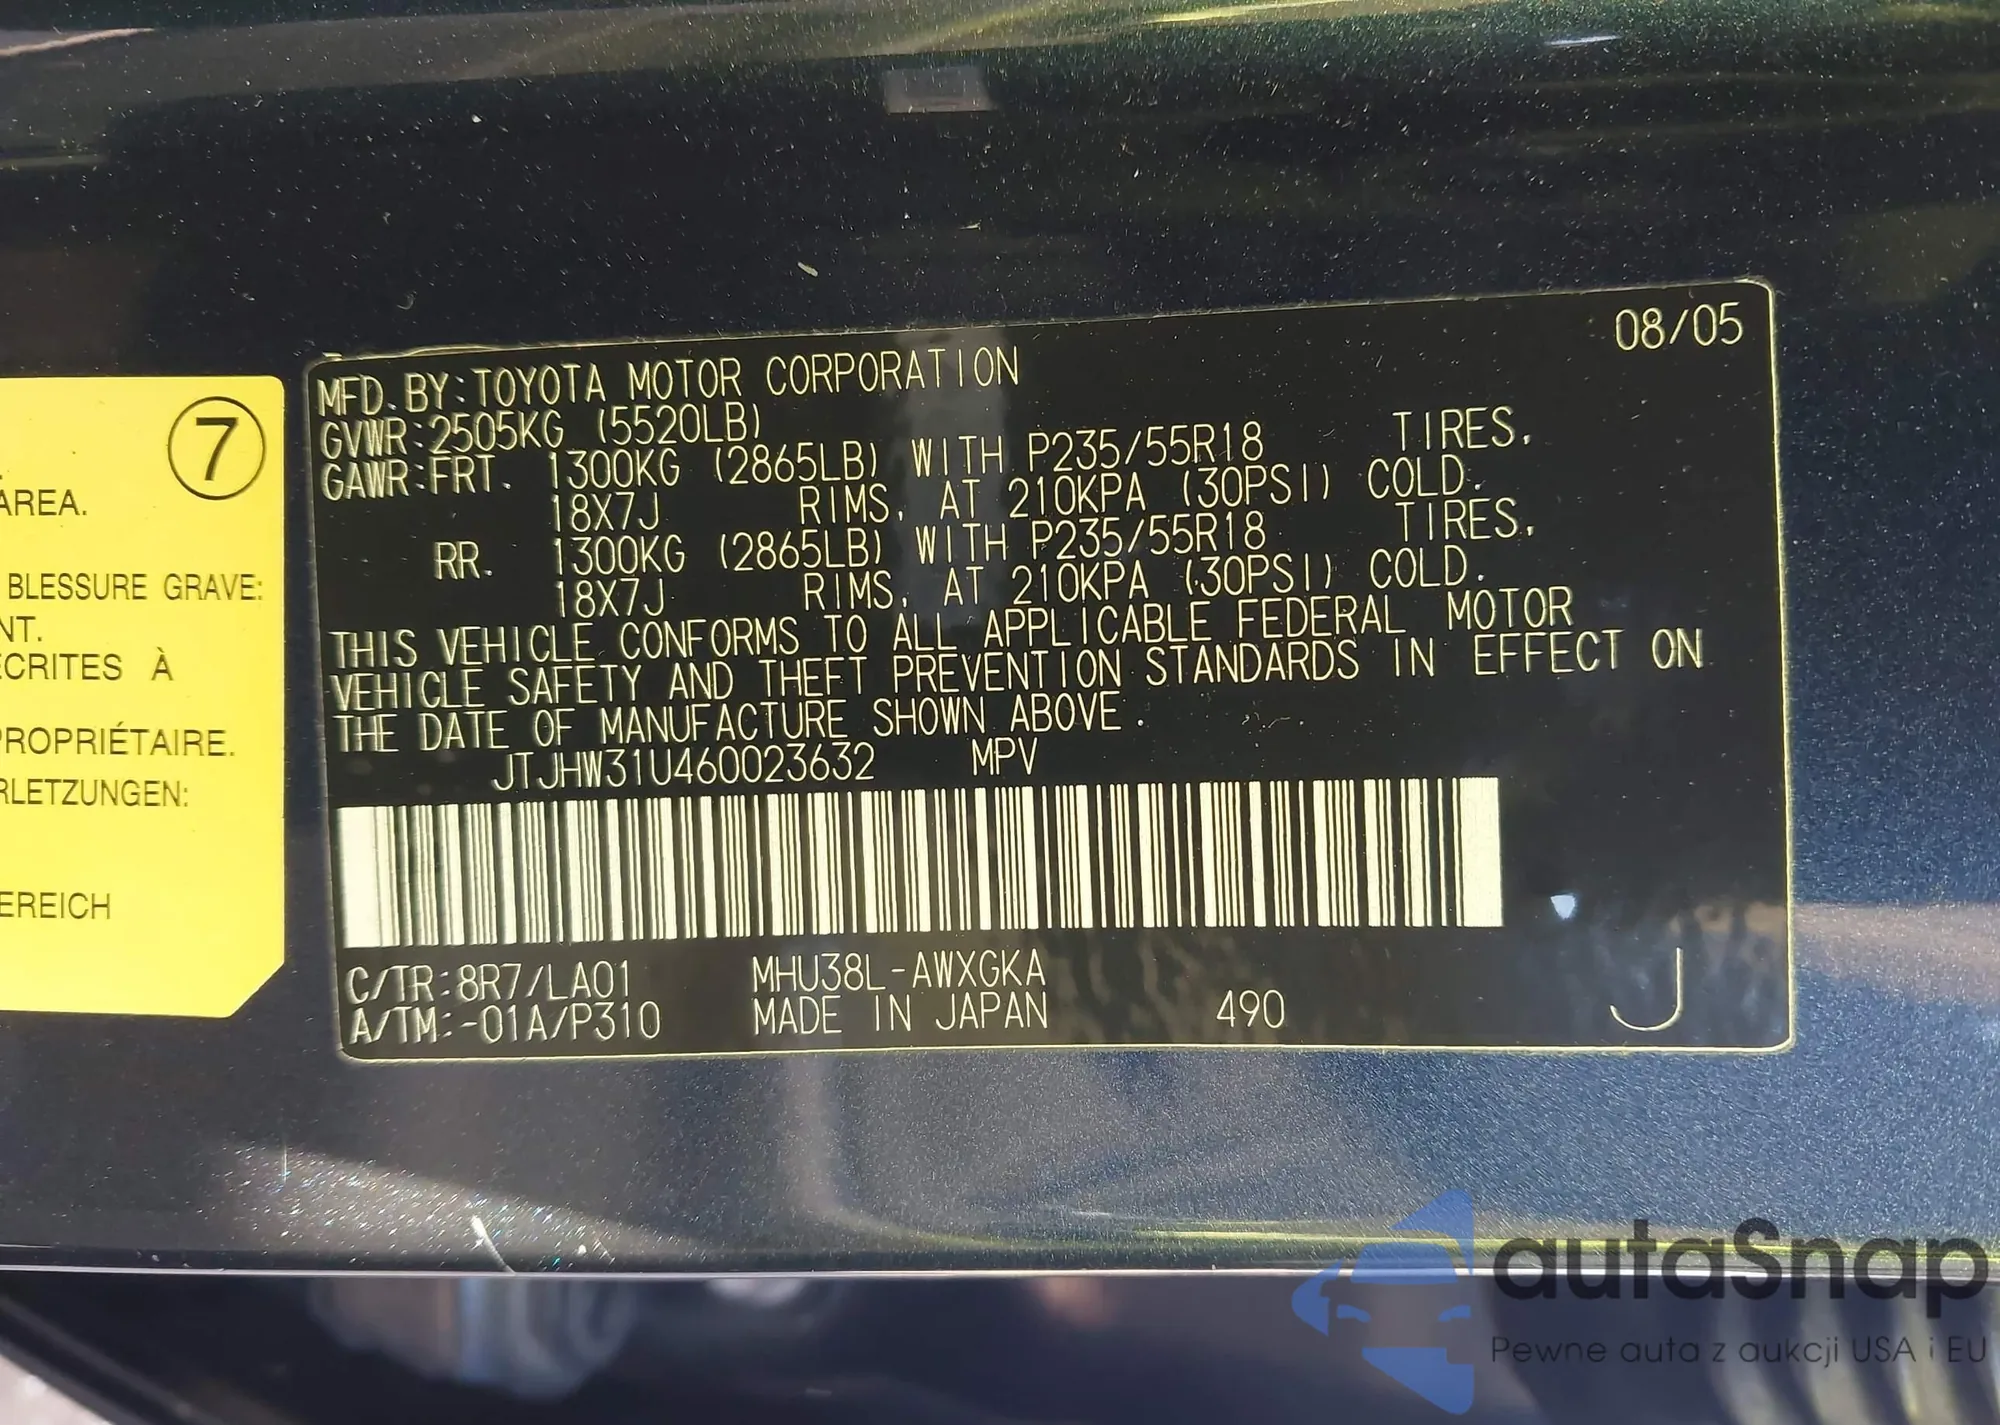 7
AREA.
BLESSURE GRAVE:
NT.
ÉCRITES À
PROPRIÉTAIRE.
RLETZUNGEN:
EREICH
08/05
MFD. BY:TOYOTA MOTOR CORPORATION
GVWR:2505KG (5520LB)
GAWR:FRT. 1300KG (2865LB) WITH P235/55R18 TIRES,
18X7J RIMS, AT 210KPA (30PSI) COLD.
RR. 1300KG (2865LB) WITH P235/55R18 TIRES,
18X7J RIMS, AT 210KPA (30PSI) COLD.
THIS VEHICLE CONFORMS TO ALL APPLICABLE FEDERAL MOTOR
VEHICLE SAFETY AND THEFT PREVENTION STANDARDS IN EFFECT ON
THE DATE OF MANUFACTURE SHOWN ABOVE.
JTJHW31U460023632 MPV
C/TR:8R7/LA01 MHU38L-AWXGKA
A/TM:-01A/P310 MADE IN JAPAN 490 J
autaSnap
Pewne auta z aukcji USA i EU